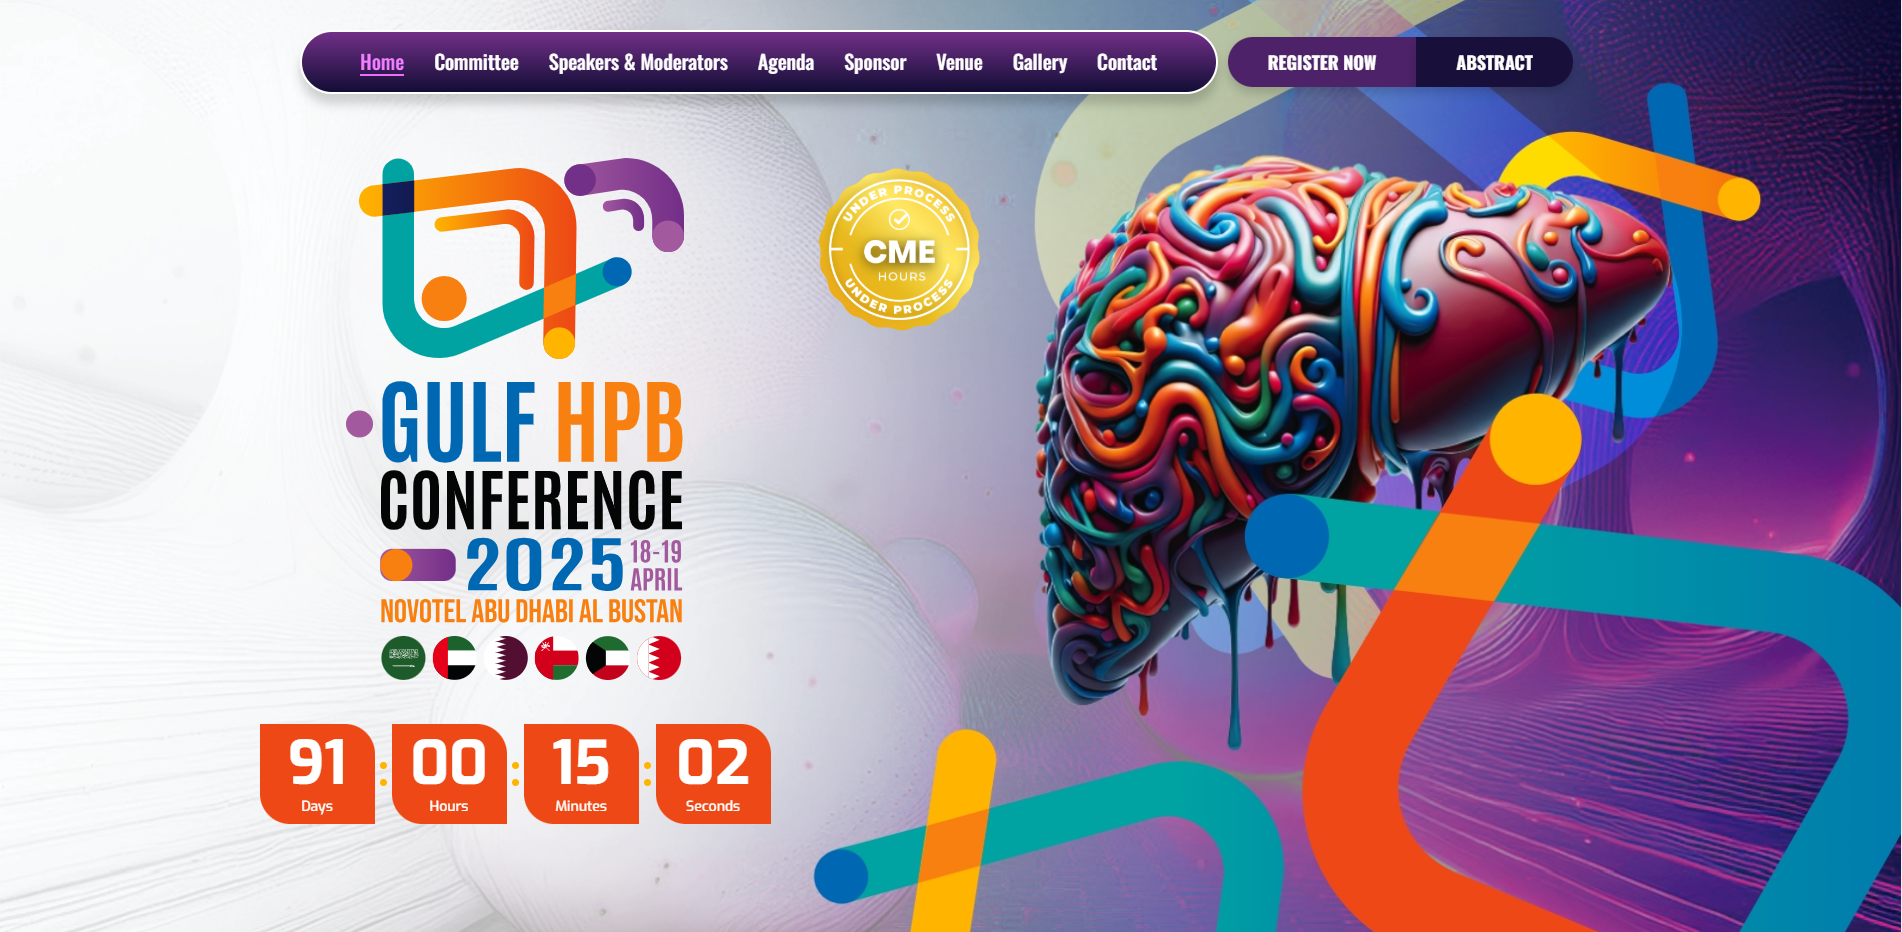 Home Committee Speakers & Moderators Agenda Sponsor Venue Gallery Contact REGISTER NOW ABSTRACT
UNDER PROCESS
CME
HOURS
UNDER PROCESS
GULF HPB
CONFERENCE
2025 18-19
APRIL
NOVOTEL ABU DHABI AL BUSTAN
91 : 00 : 15 : 02
Days Hours Minutes Seconds